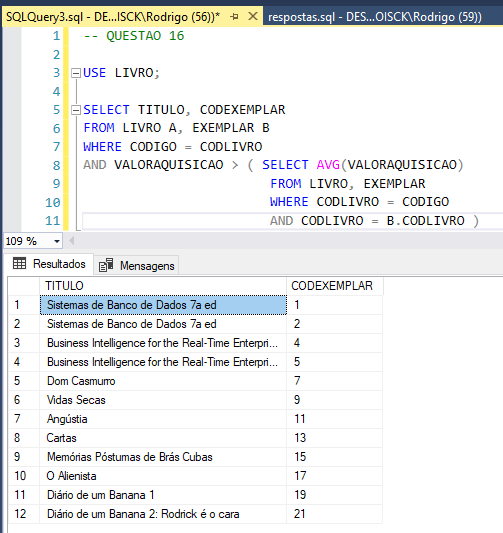 SQLQuery3.sql - DE...ISCK\Rodrigo (56))* respostas.sql - DES...OISCK\Rodrigo (59))
1 -- QUESTAO 16
2
3 USE LIVRO;
4
5 SELECT TITULO, CODEXEMPLAR
6 FROM LIVRO A, EXEMPLAR B
7 WHERE CODIGO = CODLIVRO
8 AND VALORAQUISICAO > ( SELECT AVG(VALORAQUISICAO)
9 FROM LIVRO, EXEMPLAR
10 WHERE CODLIVRO = CODIGO
11 AND CODLIVRO = B.CODLIVRO )
109 %
Resultados Mensagens
TITULO CODEXEMPLAR
1 Sistemas de Banco de Dados 7a ed 1
2 Sistemas de Banco de Dados 7a ed 2
3 Business Intelligence for the Real-Time Enterpri... 4
4 Business Intelligence for the Real-Time Enterpri... 5
5 Dom Casmurro 7
6 Vidas Secas 9
7 Angústia 11
8 Cartas 13
9 Memórias Póstumas de Brás Cubas 15
10 O Alienista 17
11 Diário de um Banana 1 19
12 Diário de um Banana 2: Rodrick é o cara 21